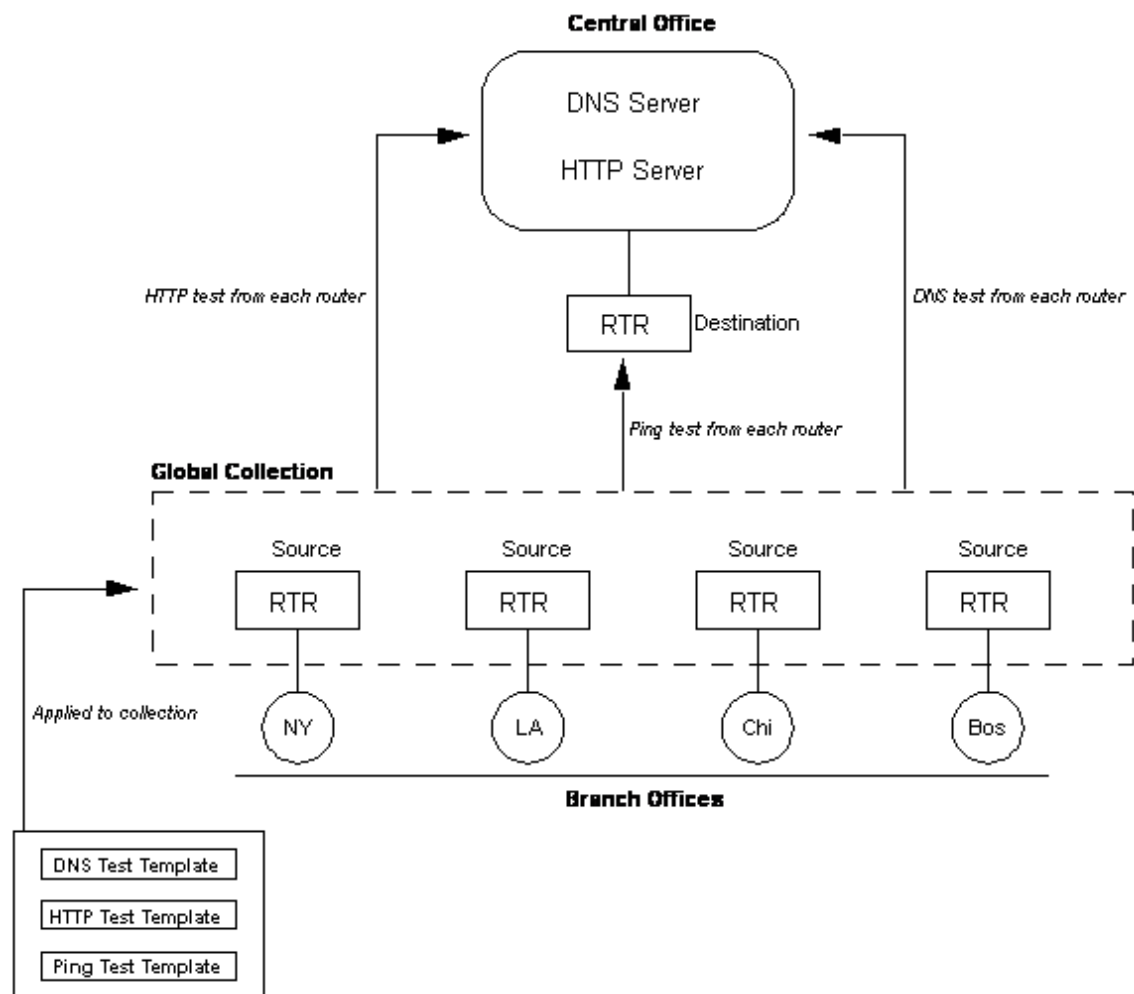 Central Office
DNS Server
HTTP Server
HTTP test from each router
DNS test from each router
RTR
Destination
Ping test from each router
Global Collection
Source
Source
Source
Source
RTR
RTR
RTR
RTR
Applied to collection
NY
LA
Chi
Bos
Branch Offices
DNS Test Template
HTTP Test Template
Ping Test Template